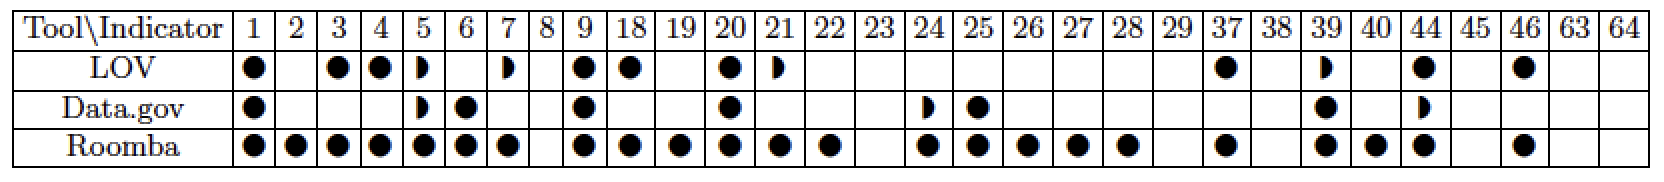 Tool\Indicator 1 2 3 4 5 6 7 8 9 18 19 20 21 22 23 24 25 26 27 28 29 37 38 39 40 44 45 46 63 64
LOV ● ● ● ◗ ◗ ● ● ● ◗ ● ◗ ● ●
Data.gov ● ◗ ● ● ● ◗ ● ● ◗
Roomba ● ● ● ● ● ● ● ● ● ● ● ● ● ● ● ● ● ● ● ● ● ● ●